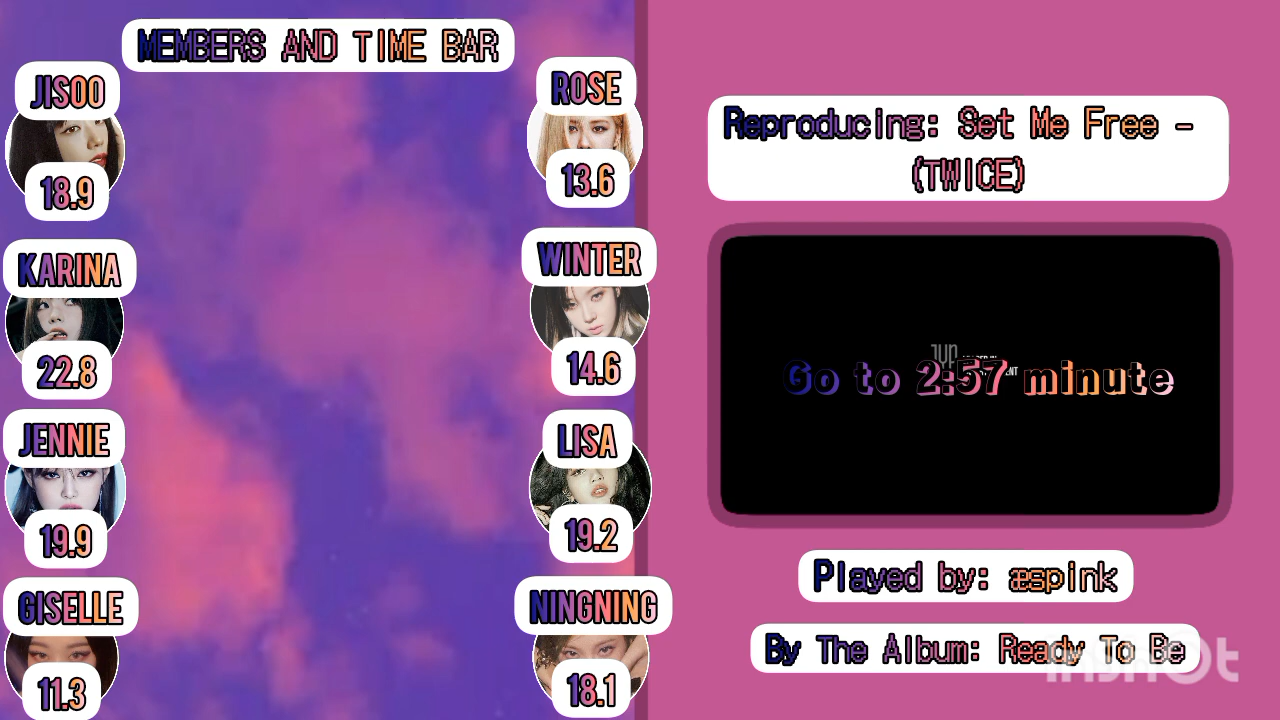 MEMBERS AND TIME BAR
JISOO
18.9
KARINA
22.8
JENNIE
19.9
GISELLE
11.3
ROSE
13.6
WINTER
14.6
LISA
19.2
NINGNING
18.1
Reproducing: Set Me Free -
(TWICE)
JYP
Go to 2:57 minute
Played by: æspink
By The Album: Ready To Be
InShOt